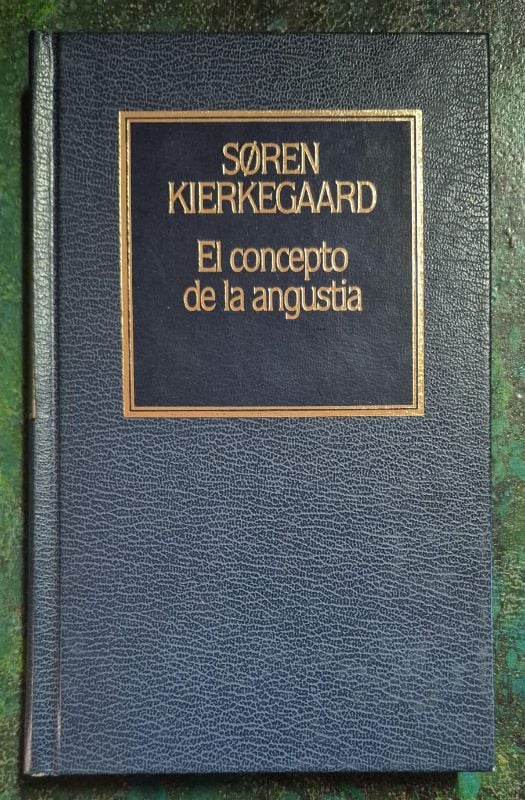 SØREN
KIERKEGAARD
El concepto
de la angustia